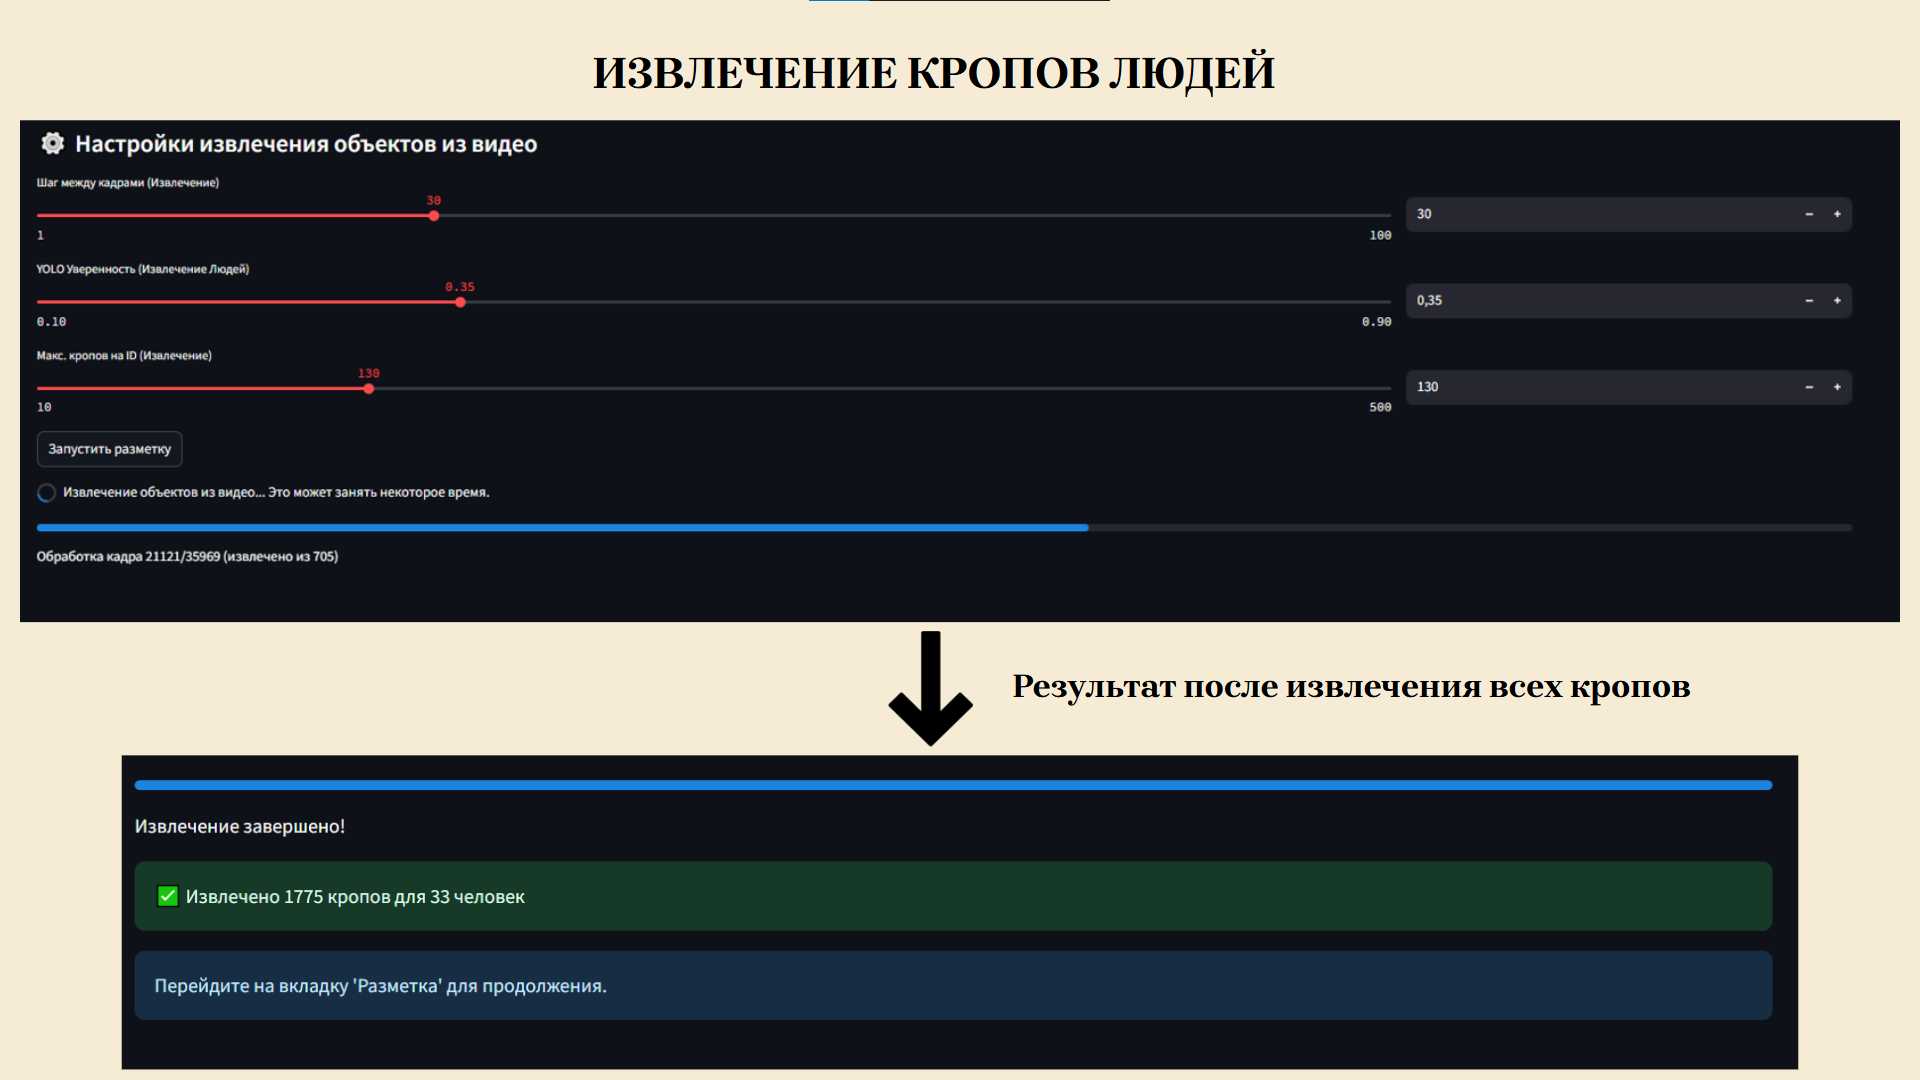 ИЗВЛЕЧЕНИЕ КРОПОВ ЛЮДЕЙ
Настройки извлечения объектов из видео
Шаг между кадрами (Извлечение)
30
1
100
30
YOLO Уверенность (Извлечение Людей)
0.35
0.10
0.90
0,35
Макс. кропов на ID (Извлечение)
130
10
500
130
Запустить разметку
Извлечение объектов из видео... Это может занять некоторое время.
Обработка кадра 21121/35969 (извлечено из 705)
Результат после извлечения всех кропов
Извлечение завершено!
Извлечено 1775 кропов для 33 человек
Перейдите на вкладку 'Разметка' для продолжения.